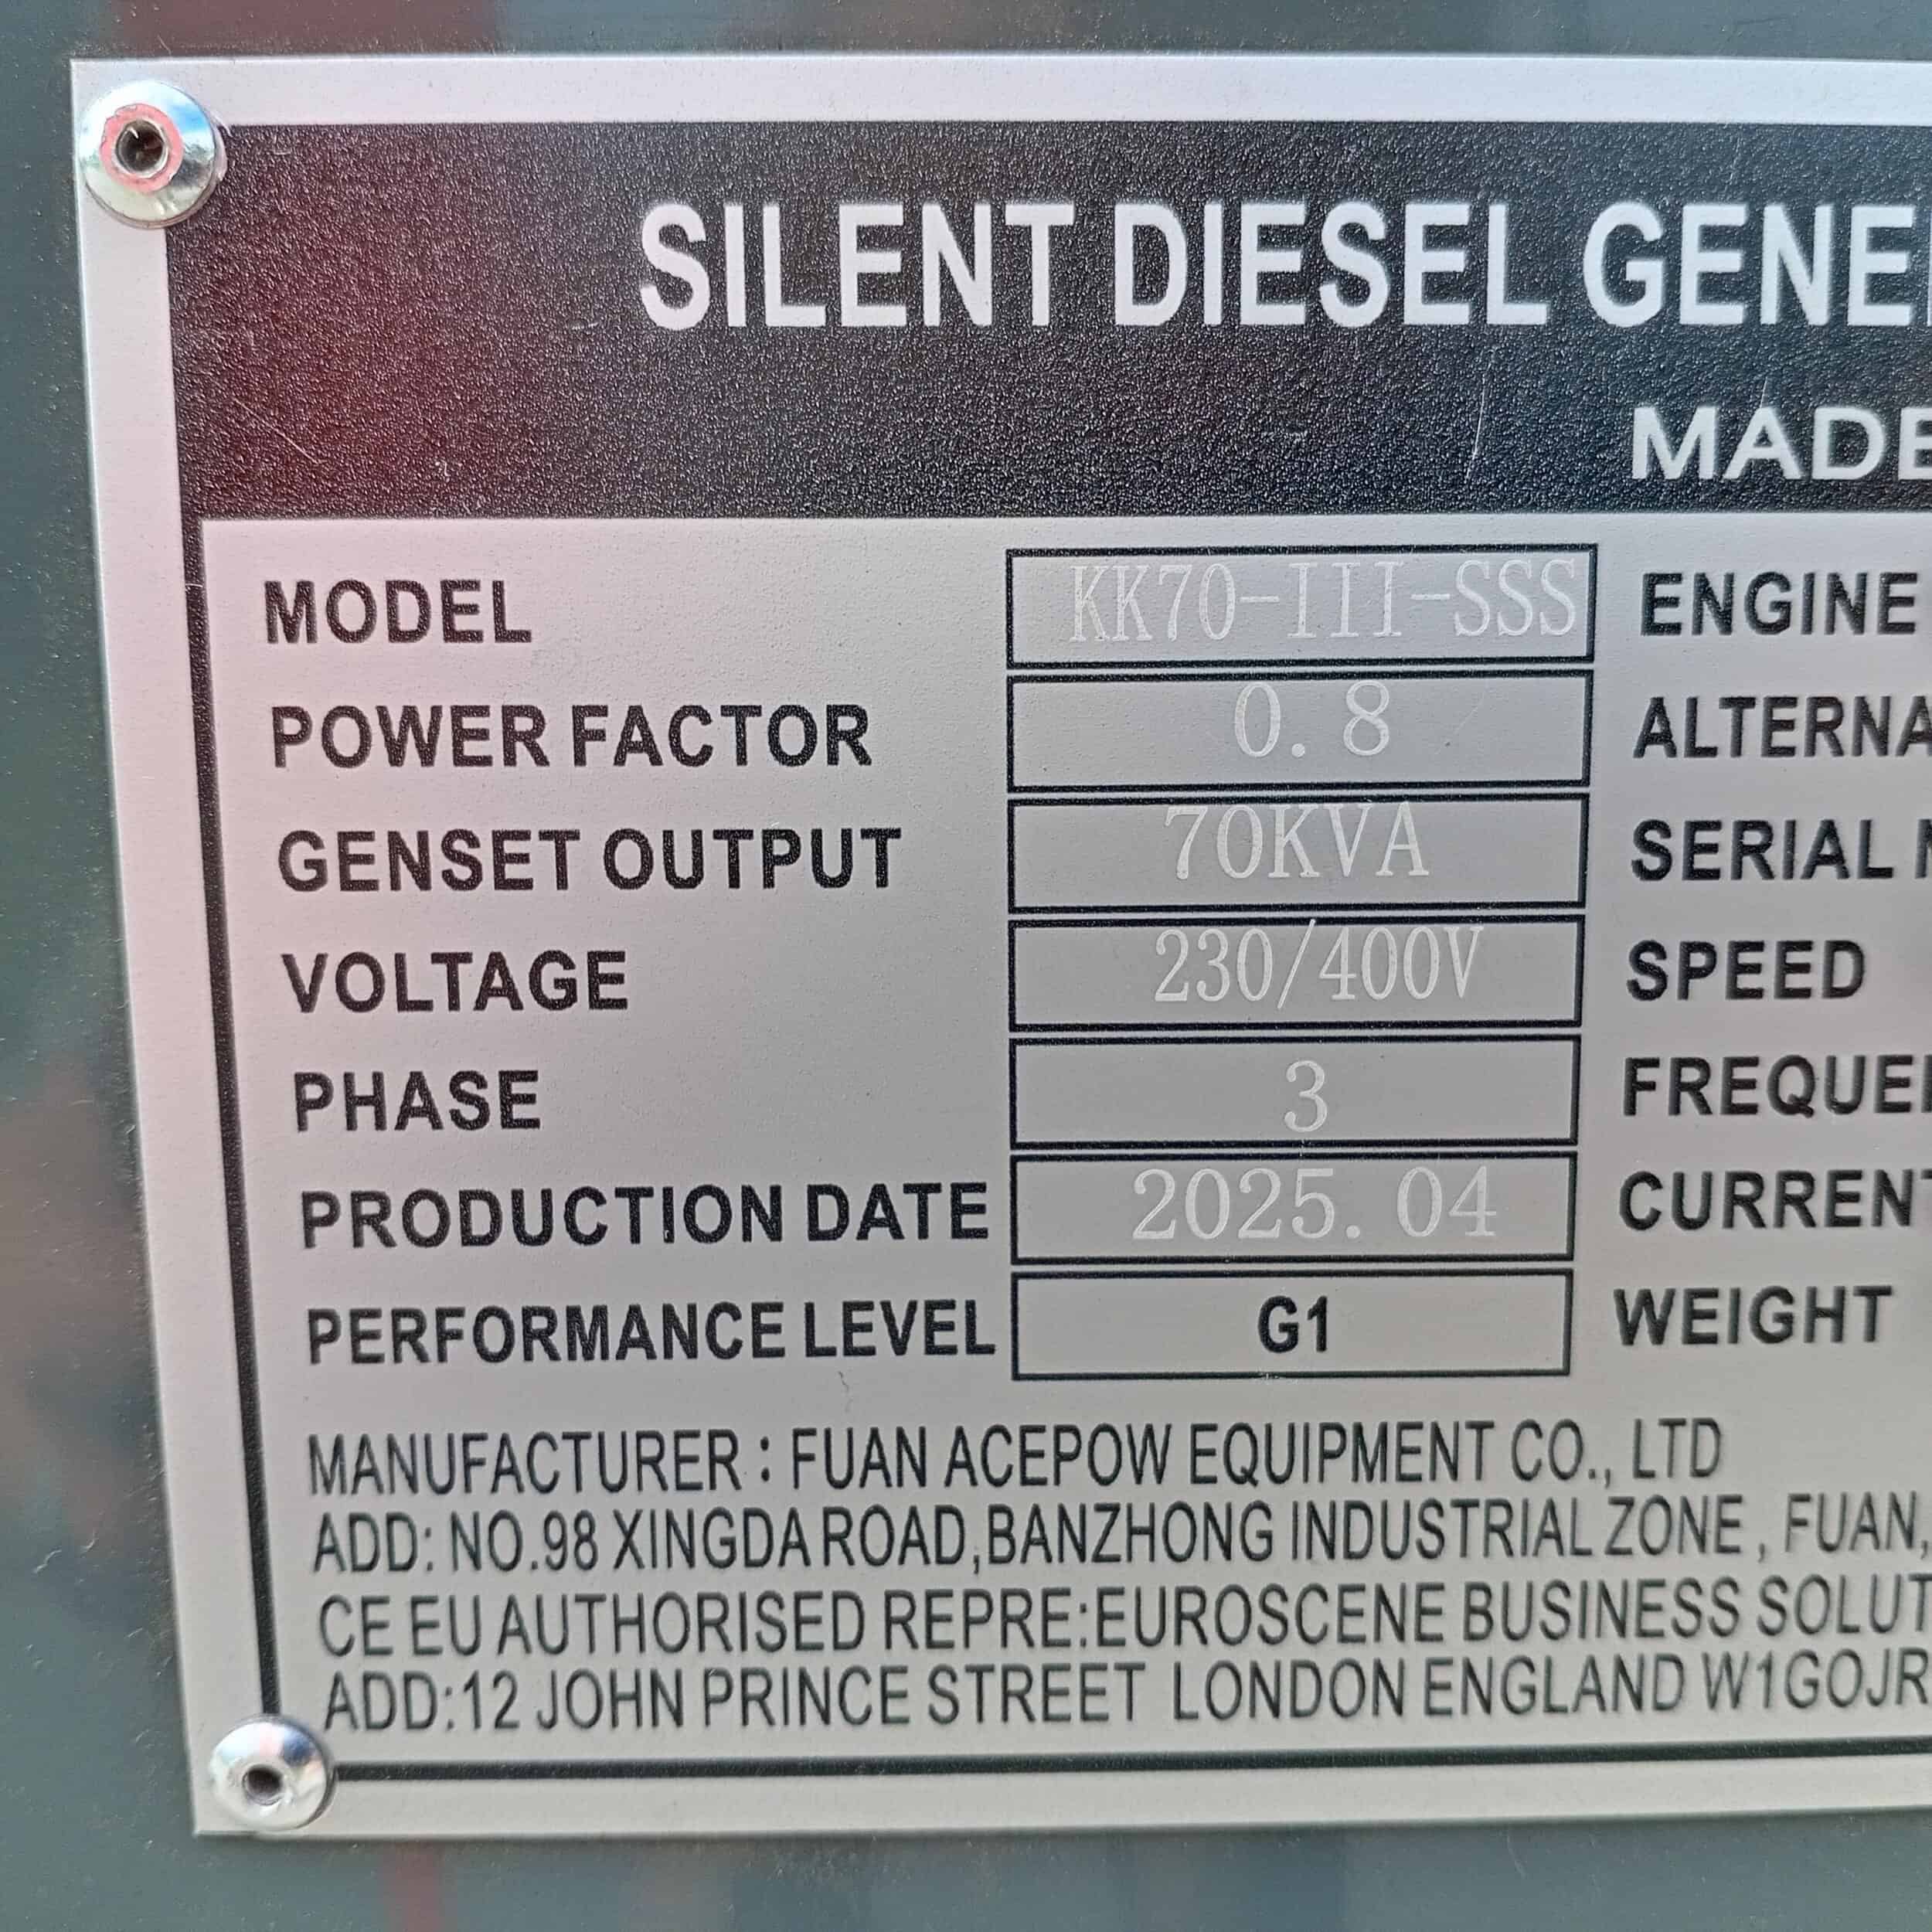 SILENT DIESEL GENE
MADE
MODEL KK70-III-SSS ENGINE
POWER FACTOR 0.8 ALTERNA
GENSET OUTPUT 70KVA SERIAL
VOLTAGE 230/400V SPEED
PHASE 3 FREQUE
PRODUCTION DATE 2025.04 CURRENT
PERFORMANCE LEVEL G1 WEIGHT
MANUFACTURER : FUAN ACEPOW EQUIPMENT CO., LTD
ADD: NO.98 XINGDA ROAD,BANZHONG INDUSTRIAL ZONE , FUAN,
CE EU AUTHORISED REPRE:EUROSCENE BUSINESS SOLUT
ADD:12 JOHN PRINCE STREET LONDON ENGLAND W1GOJR